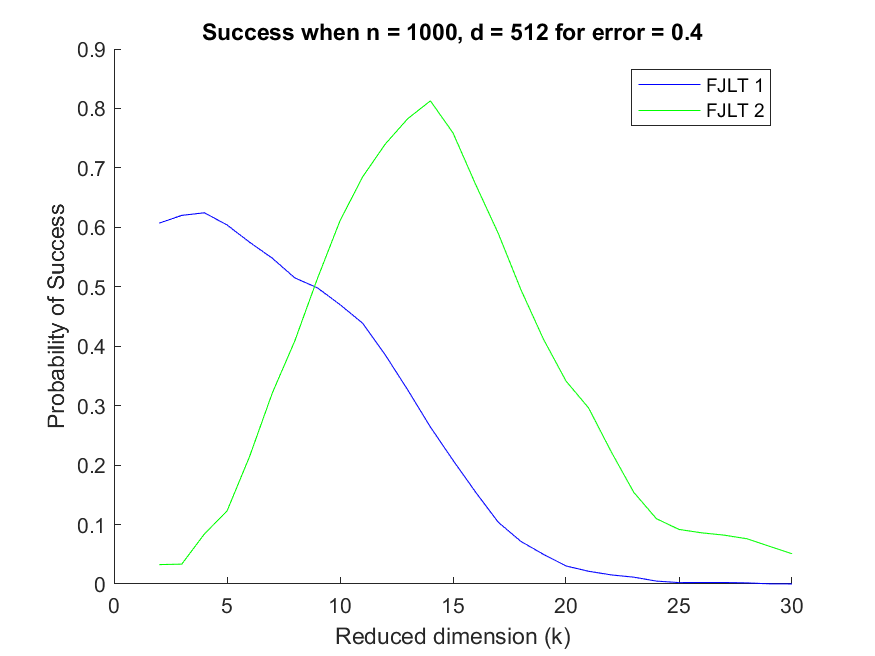 Success when n = 1000, d = 512 for error = 0.4
FJLT 1
FJLT 2
Probability of Success
0.9
0.8
0.7
0.6
0.5
0.4
0.3
0.2
0.1
0
0 5 10 15 20 25 30
Reduced dimension (k)